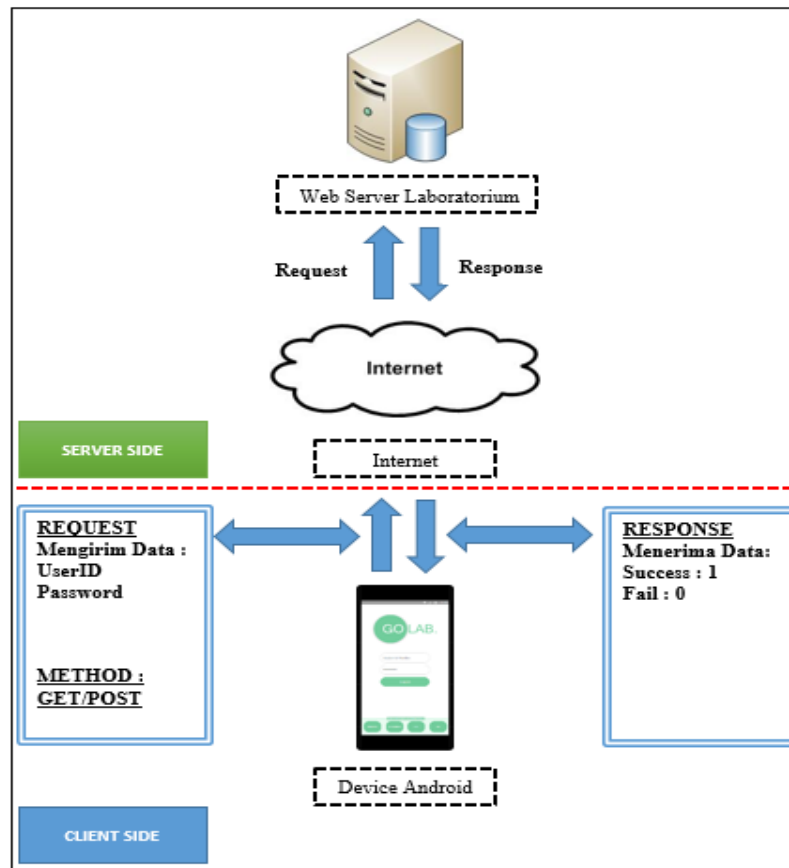 Web Server Laboratorium
Request
Response
Internet
SERVER SIDE
Internet
REQUEST
Mengirim Data :
UserID
Password
METHOD :
GET/POST
RESPONSE
Menerima Data:
Success : 1
Fail : 0
GO LAB.
Device Android
CLIENT SIDE